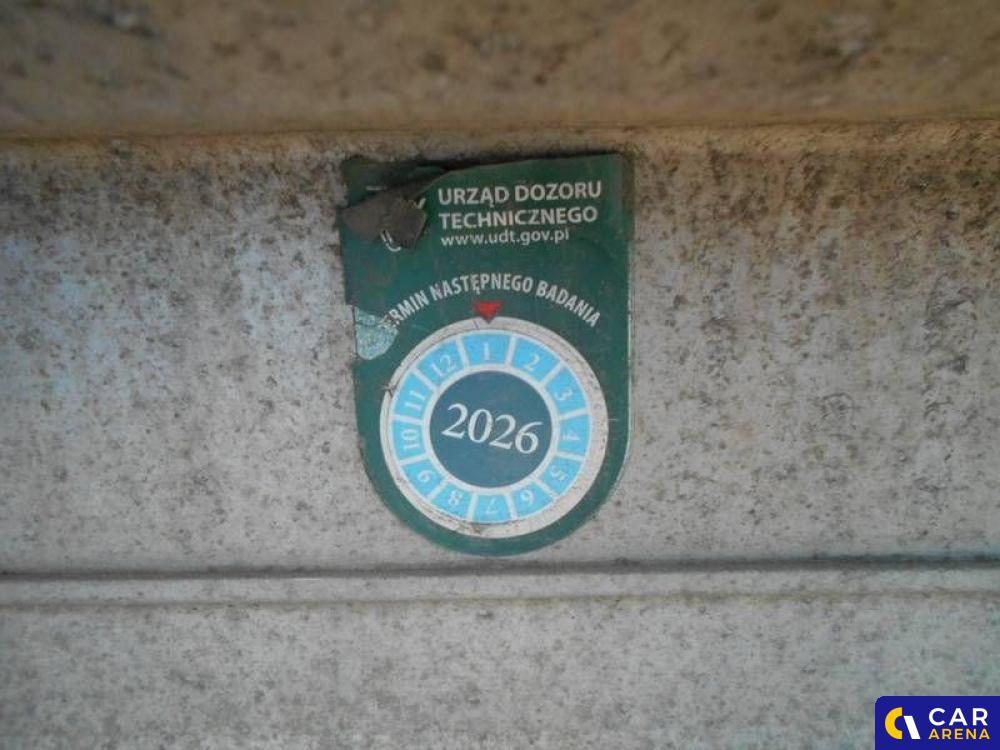 URZĄD DOZORU
TECHNICZNEGO
www.udt.gov.pl
NASTĘPNEGO BADANIA
1
2
3
4
5
6
7
8
9
10
11
12
2026
CAR
ARENA